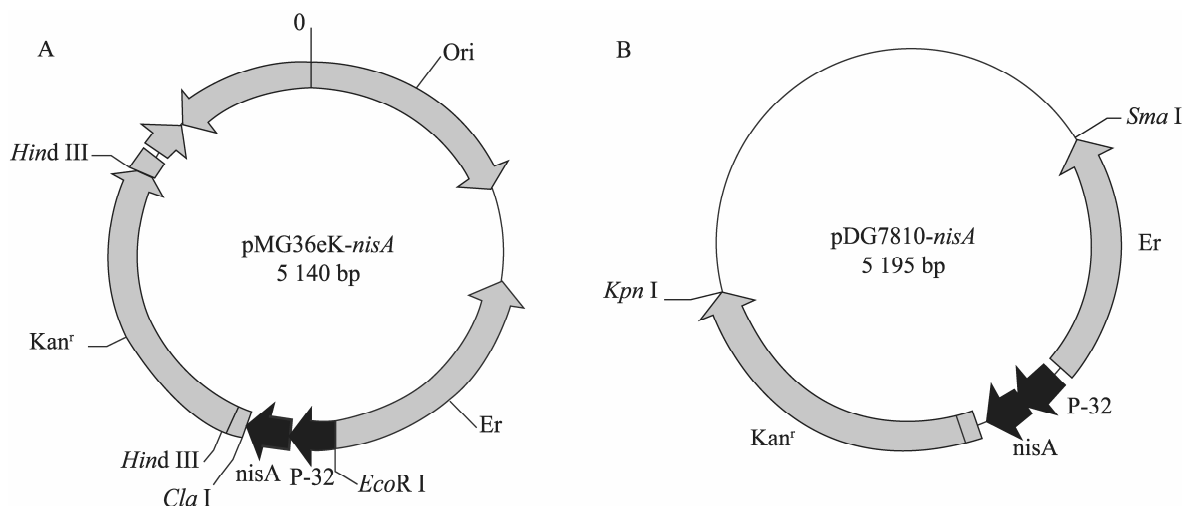 A
0
Ori
Hind III
pMG36eK-nisA
5 140 bp
Kanʳ
Er
Hind III
nisA
P-32
EcoR I
Cla I
B
Sma I
pDG7810-nisA
5 195 bp
Er
Kpn I
P-32
Kanʳ
nisA